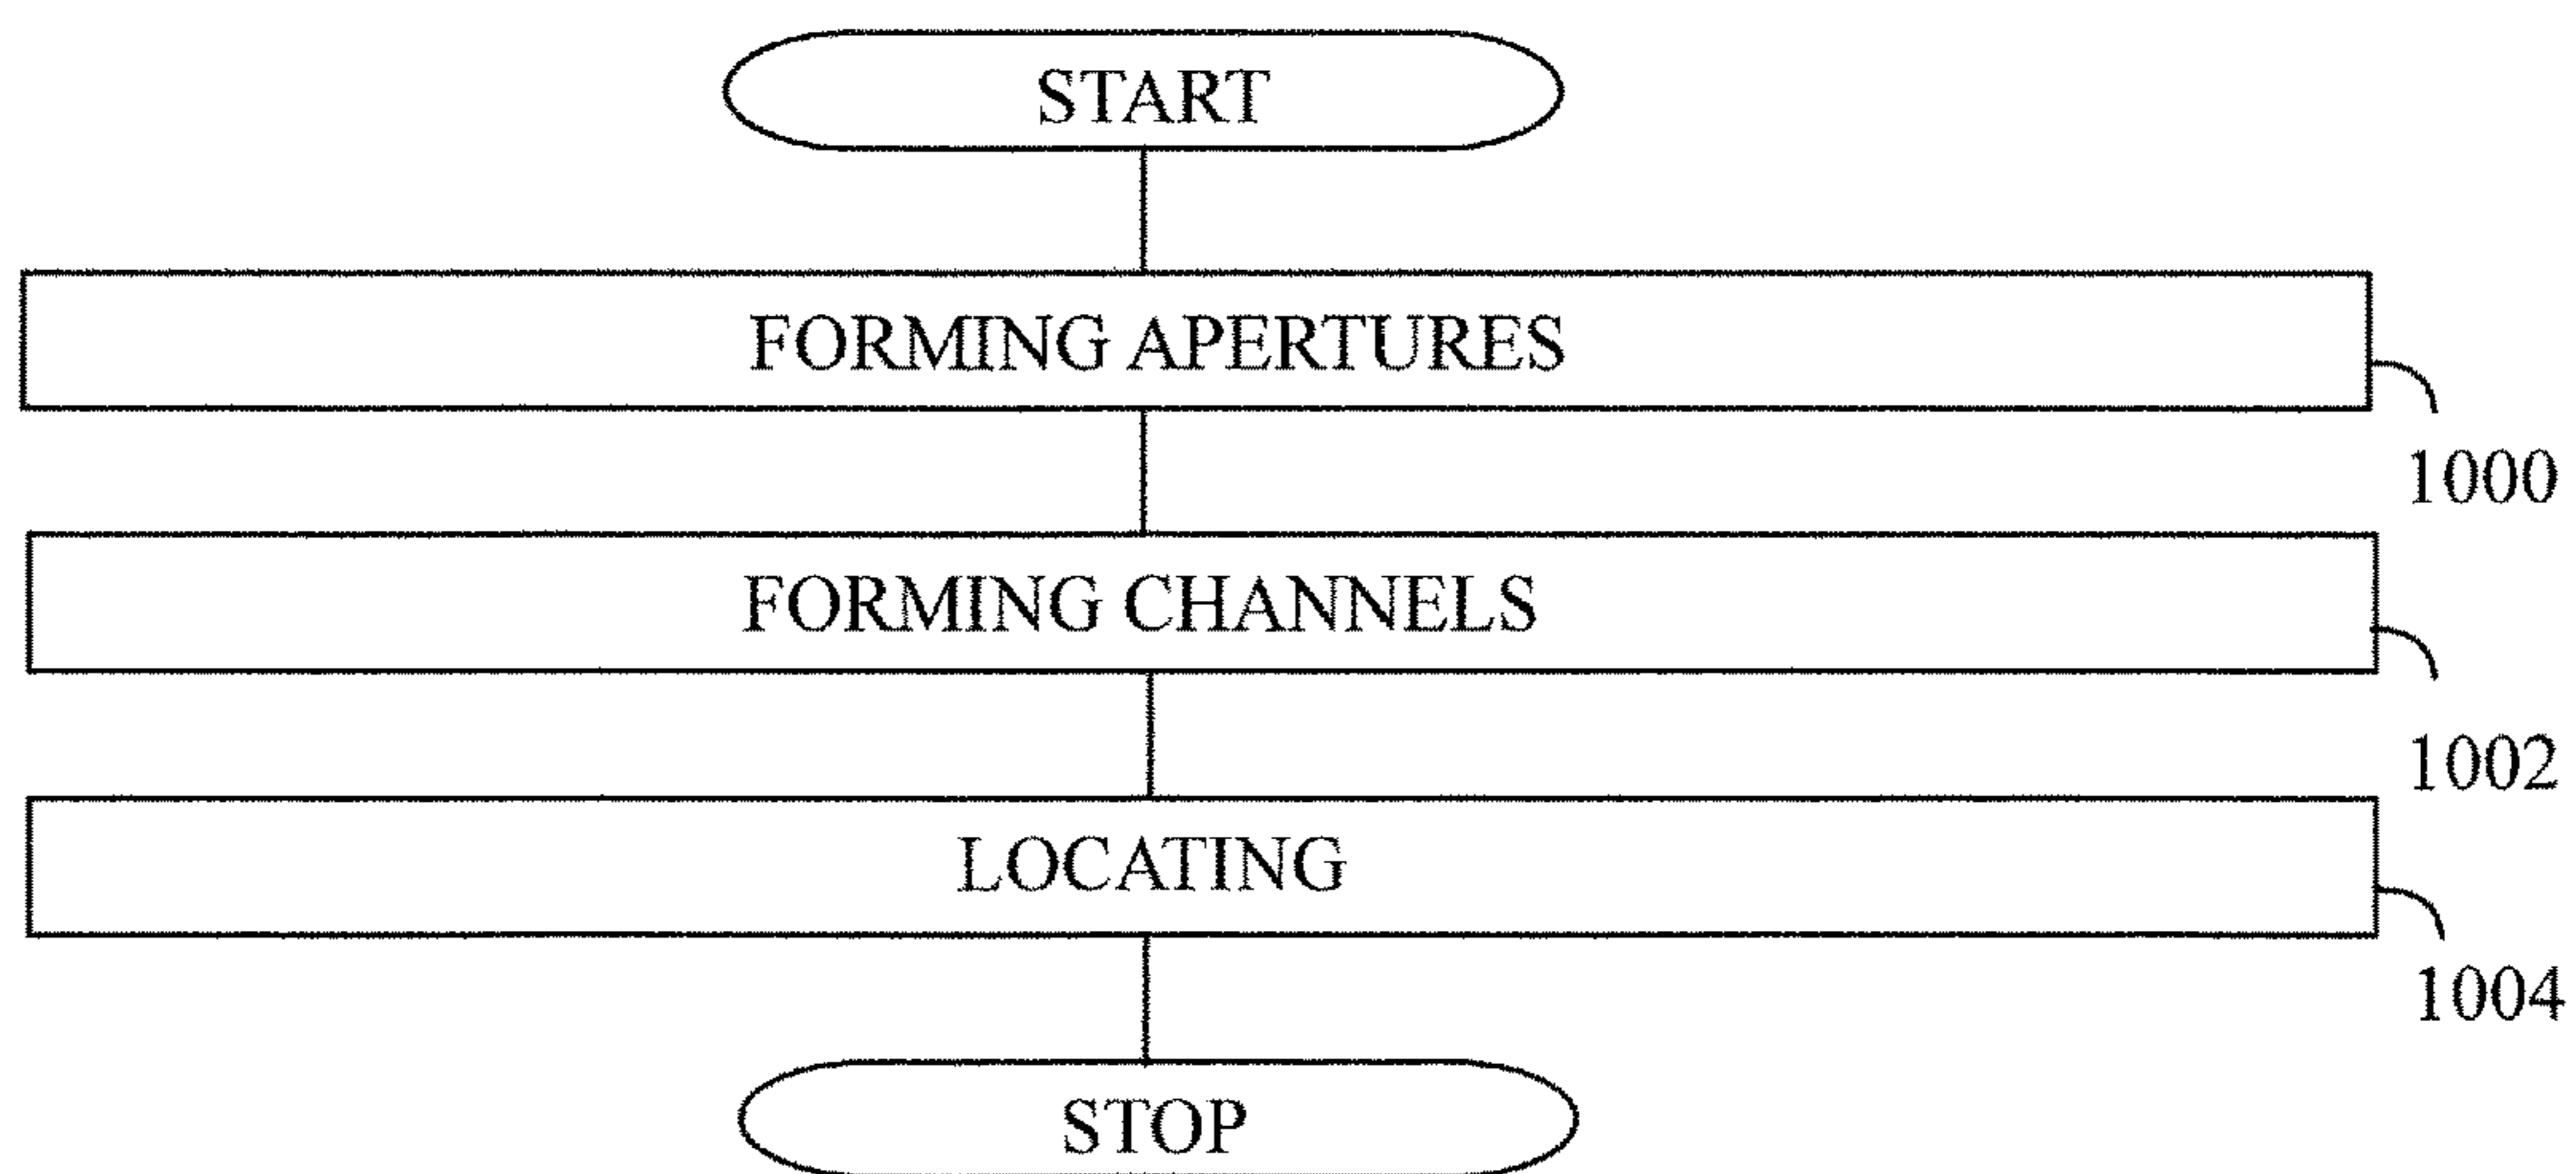 START
FORMING APERTURES
1000
FORMING CHANNELS
1002
LOCATING
1004
STOP